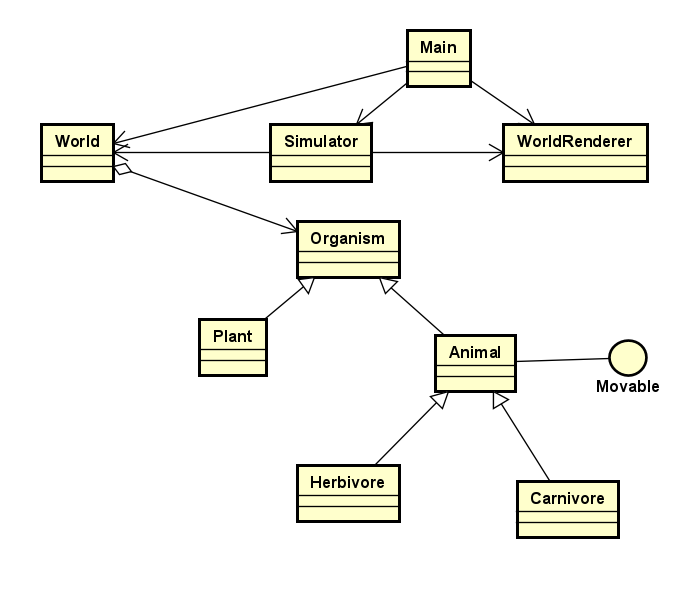 Main
World
Simulator
WorldRenderer
Organism
Plant
Animal
Movable
Herbivore
Carnivore